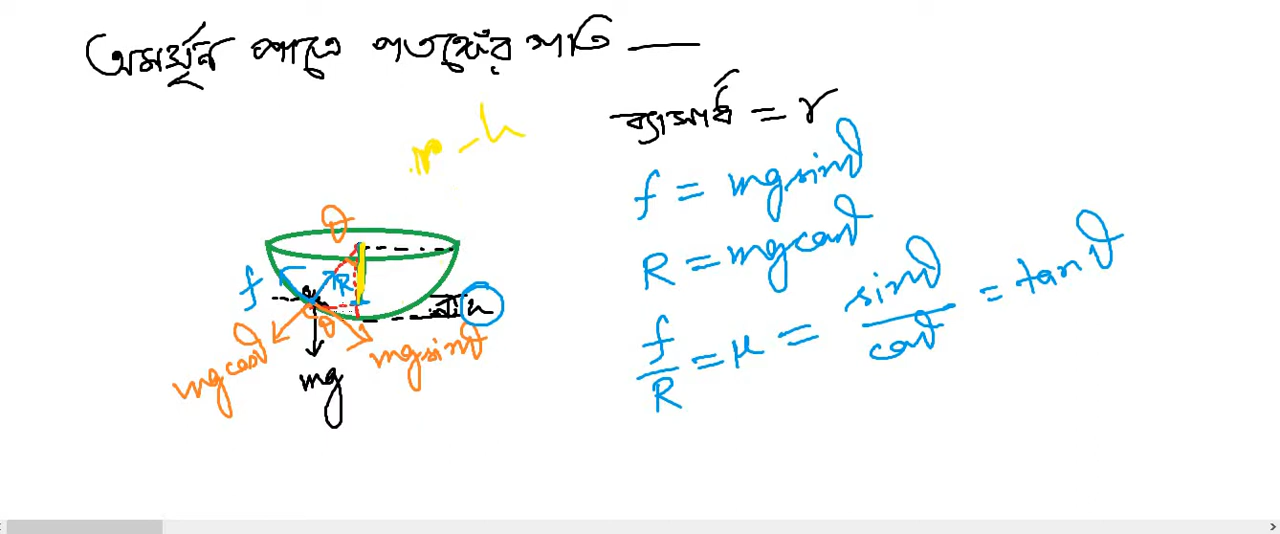 অমসৃন পাত্রে পতঙ্গের গতি —
ব্যাসার্ধ = r
r - h
f = mg sinθ
R = mg cosθ
f/R = μ = sinθ/cosθ = tanθ
θ
f
R
h
θ
mg cosθ
mg sinθ
mg